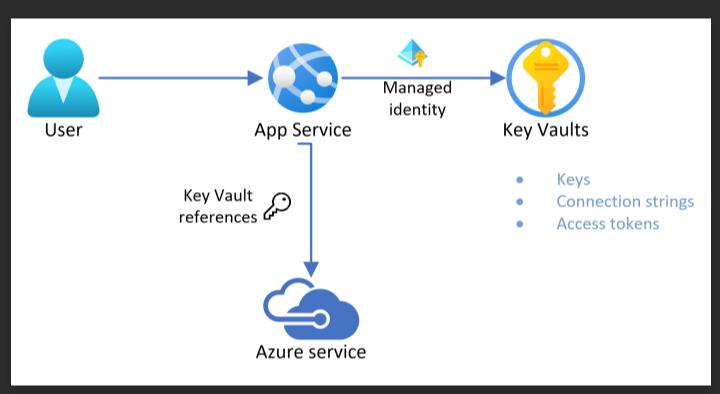 Managed
identity
User
App Service
Key Vaults
Key Vault
references
• Keys
• Connection strings
• Access tokens
Azure service